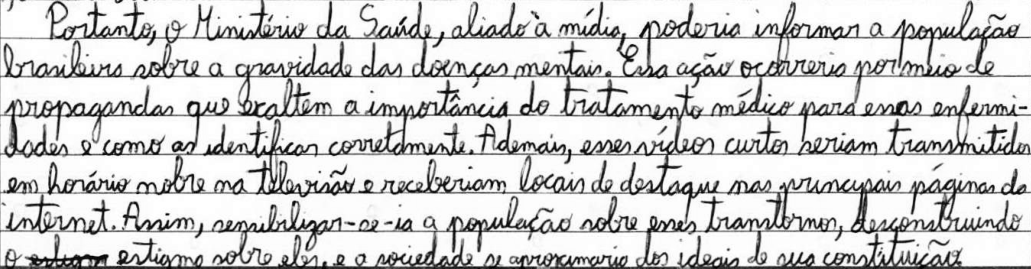 Portanto, o Ministério da Saúde, aliado à mídia, poderia informar a população
brasileira sobre a gravidade das doenças mentais. Essa ação ocorreria por meio de
propagandas que exaltem a importância do tratamento médico para essas enfermi-
dades e como as identificar corretamente. Ademais, esses vídeos curtos seriam transmitidos
em horário nobre na televisão e receberiam locais de destaque nas principais páginas da
internet. Assim, sensibilizar-se-ia a população sobre esses transtornos, desconstruindo
o estigma sobre eles, e a sociedade se aproximaria dos ideais de sua constituição.